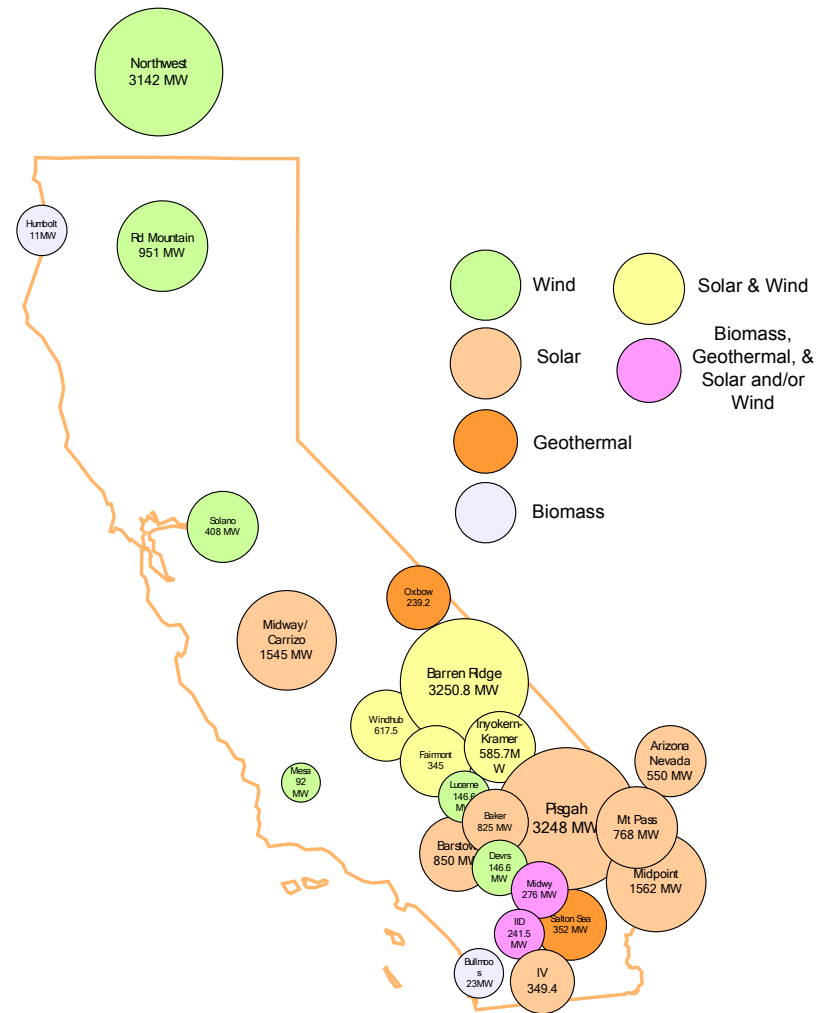 Northwest
3142 MW
Humbolt
11MW
Rd Mountain
951 MW
Wind
Solar & Wind
Solar
Biomass,
Geothermal, &
Solar and/or
Wind
Geothermal
Biomass
Solano
408 MW
Oxbow
239.2
Midway/
Carrizo
1545 MW
Barren Ridge
3250.8 MW
Windhub
617.5
Inyokern-
Kramer
585.7M
W
Fairmont
345
Arizona
Nevada
550 MW
Mesa
92
MW
Lucerne
146.6
MW
Baker
825 MW
Pisgah
3248 MW
Mt Pass
768 MW
Barstow
850 MW
Devrs
146.6
MW
Midwy
276 MW
Midpoint
1562 MW
IID
241.5
MW
Salton Sea
352 MW
Bullmoo
s
23MW
IV
349.4